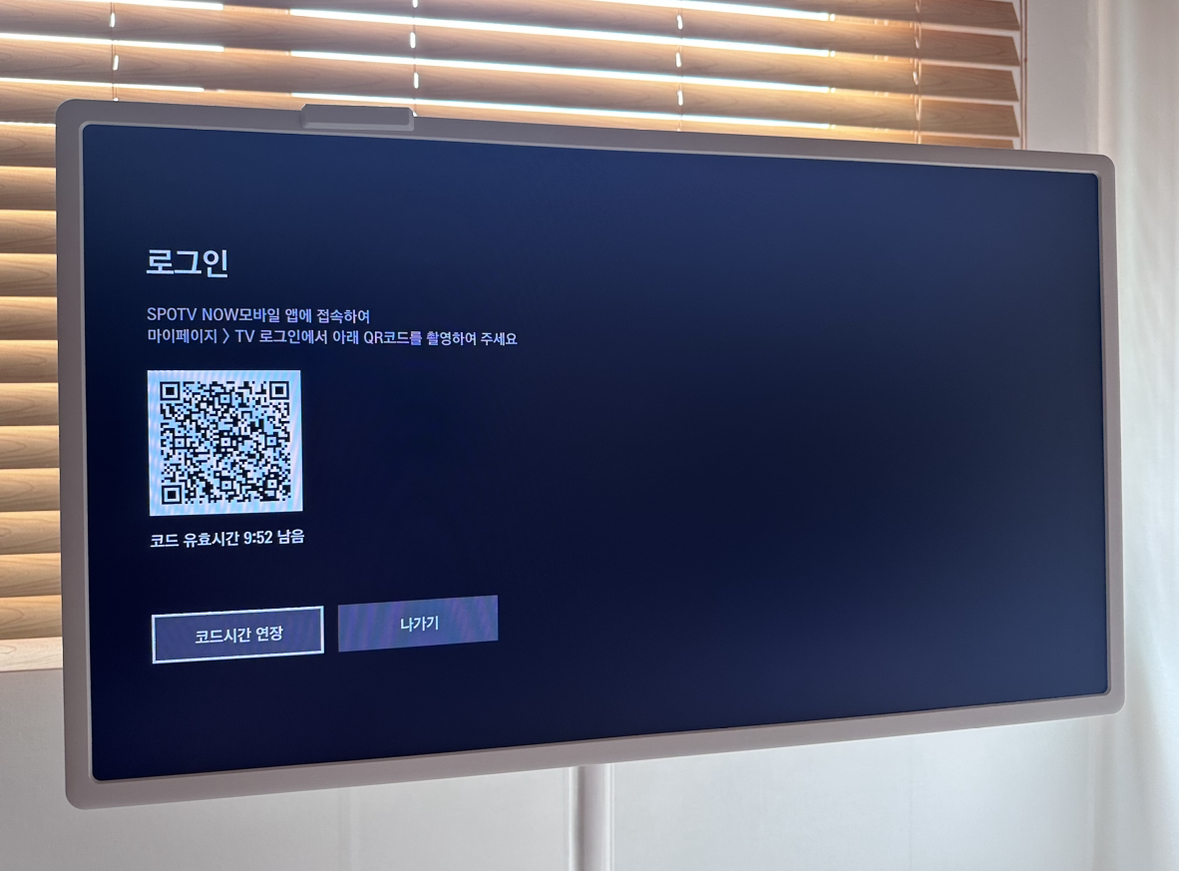 로그인
SPOTV NOW모바일 앱에 접속하여
마이페이지 > TV 로그인에서 아래 QR코드를 촬영하여 주세요
코드 유효시간 9:52 남음
코드시간 연장
나가기